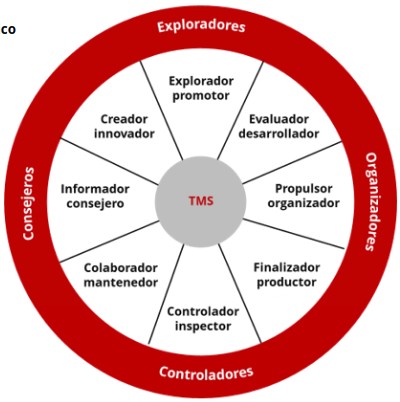 co
Exploradores
Explorador
promotor
Creador
innovador
Evaluador
desarrollador
Consejeros
Informador
consejero
TMS
Propulsor
organizador
Organizadores
Colaborador
mantenedor
Finalizador
productor
Controlador
inspector
Controladores